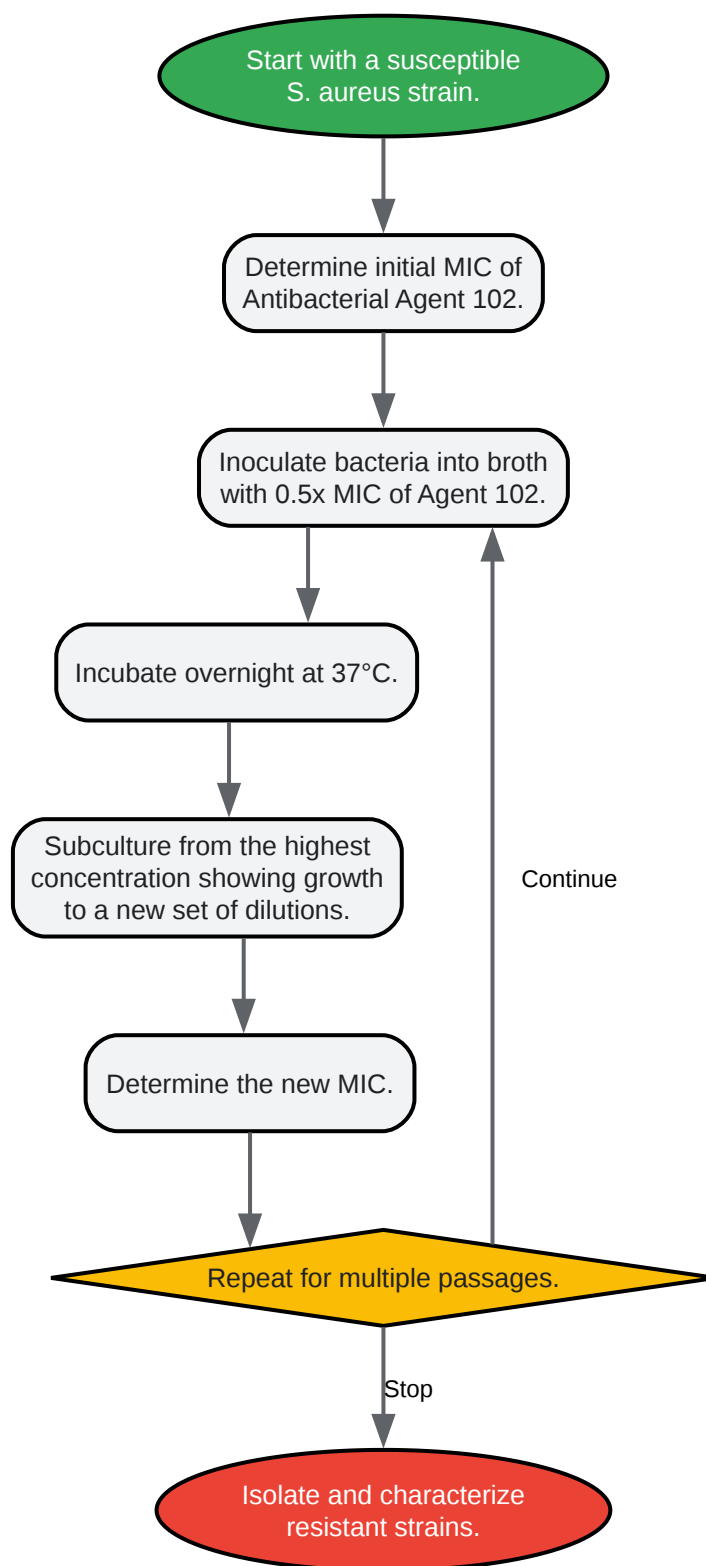 Start with a susceptible
S. aureus strain.
Determine initial MIC of
Antibacterial Agent 102.
Inoculate bacteria into broth
with 0.5x MIC of Agent 102.
Incubate overnight at 37°C.
Subculture from the highest
concentration showing growth
to a new set of dilutions.
Continue
Determine the new MIC.
Repeat for multiple passages.
Stop
Isolate and characterize
resistant strains.